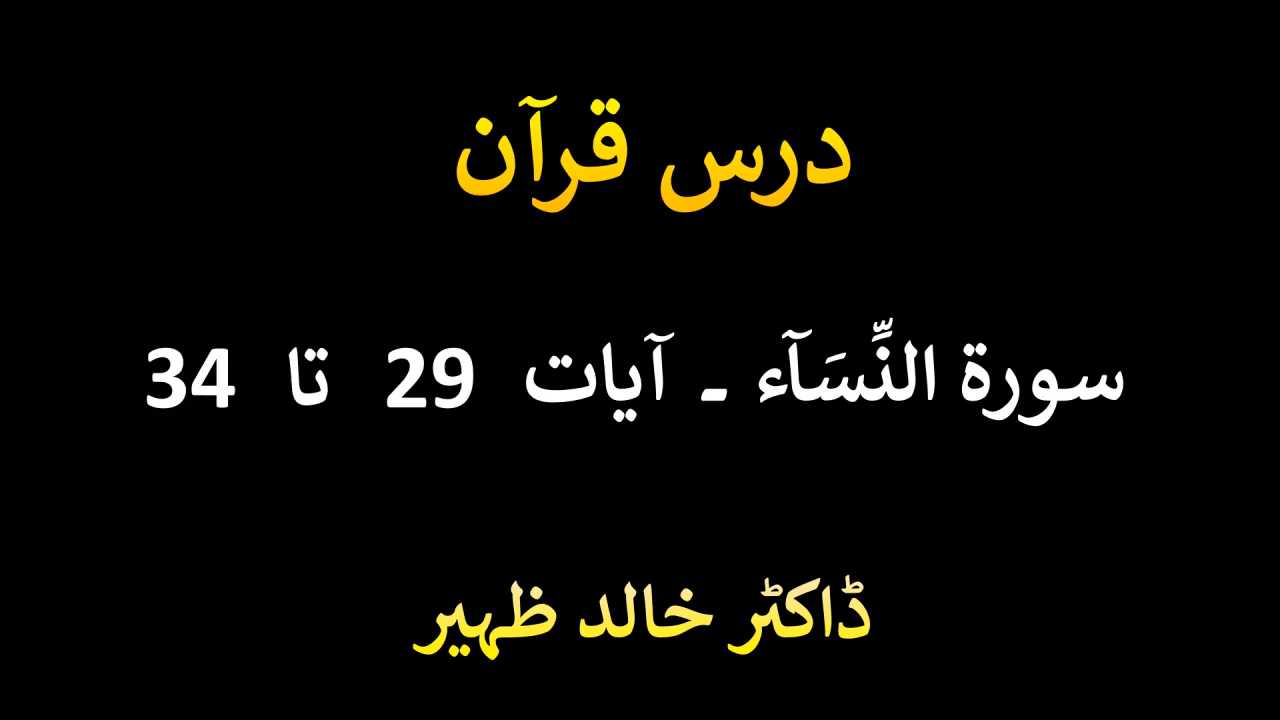 درس قرآن
سورة النِّسَآء ۔ آیات 29 تا 34
ڈاکٹر خالد ظہیر